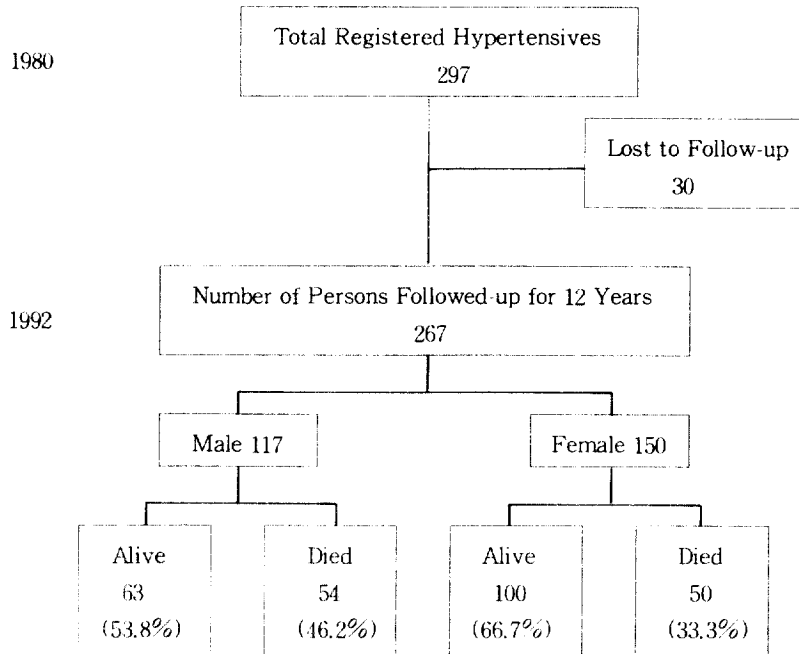 1980
Total Registered Hypertensives
297
Lost to Follow-up
30
1992
Number of Persons Followed-up for 12 Years
267
Male 117
Female 150
Alive
63
(53.8%)
Died
54
(46.2%)
Alive
100
(66.7%)
Died
50
(33.3%)